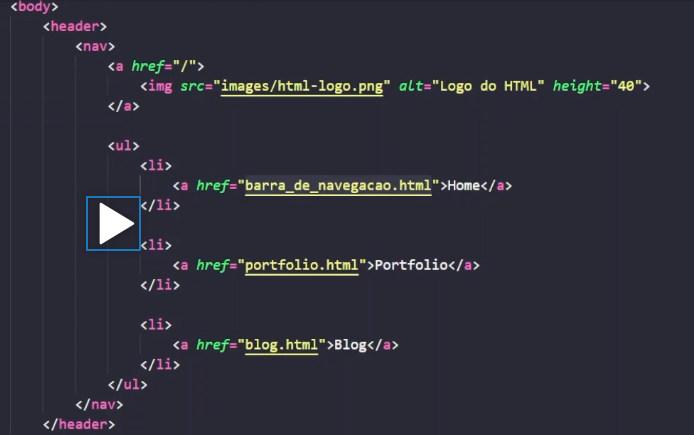 <body>
<header>
<nav>
<a href="/">
<img src="images/html-logo.png" alt="Logo do HTML" height="40">
</a>
<ul>
<li>
<a href="barra_de_navegacao.html">Home</a>
</li>
<li>
<a href="portfolio.html">Portfolio</a>
</li>
<li>
<a href="blog.html">Blog</a>
</li>
</ul>
</nav>
</header>